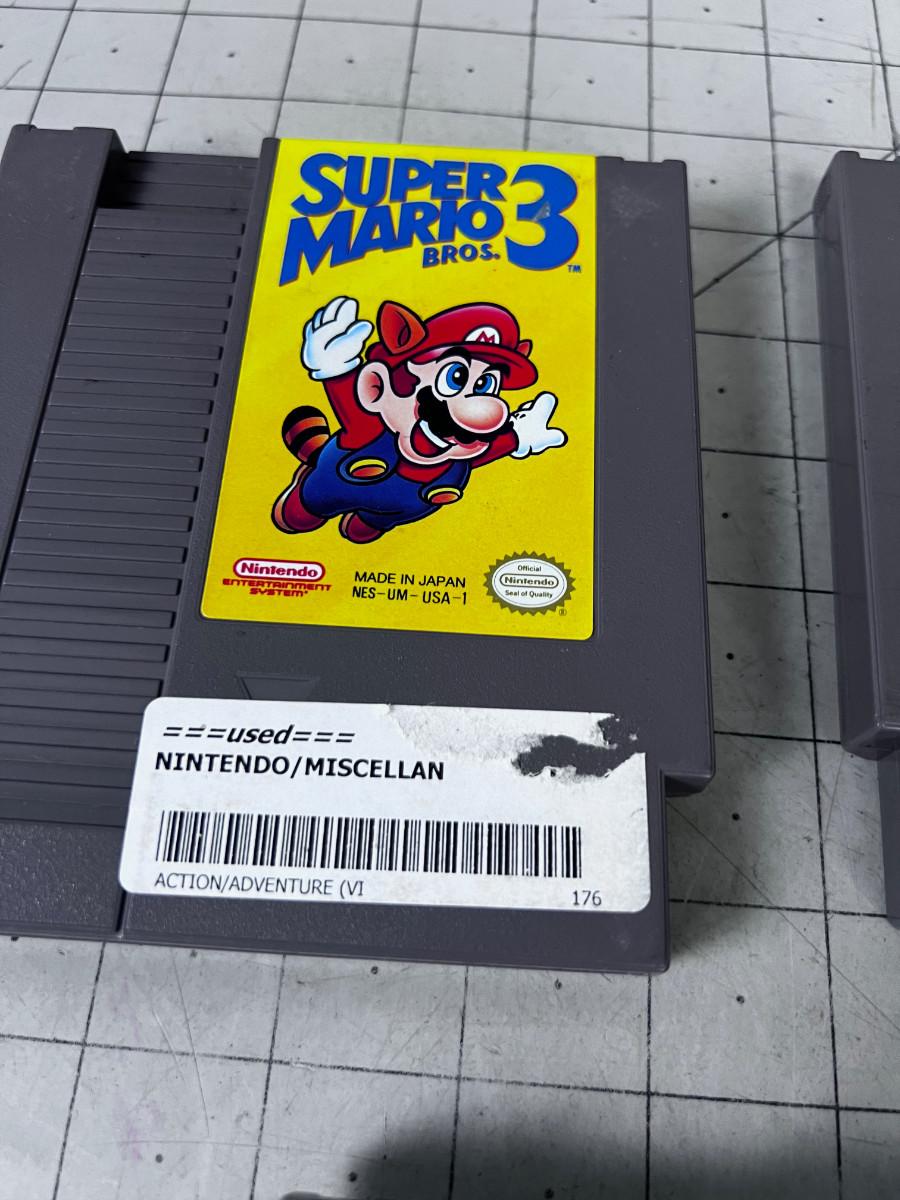 SUPER
MARIO 3
BROS.™
M
Nintendo
ENTERTAINMENT
SYSTEM®
MADE IN JAPAN
NES-UM-USA-1
Official
Nintendo
Seal of Quality
®
===used===
NINTENDO/MISCELLAN
ACTION/ADVENTURE (VI
176